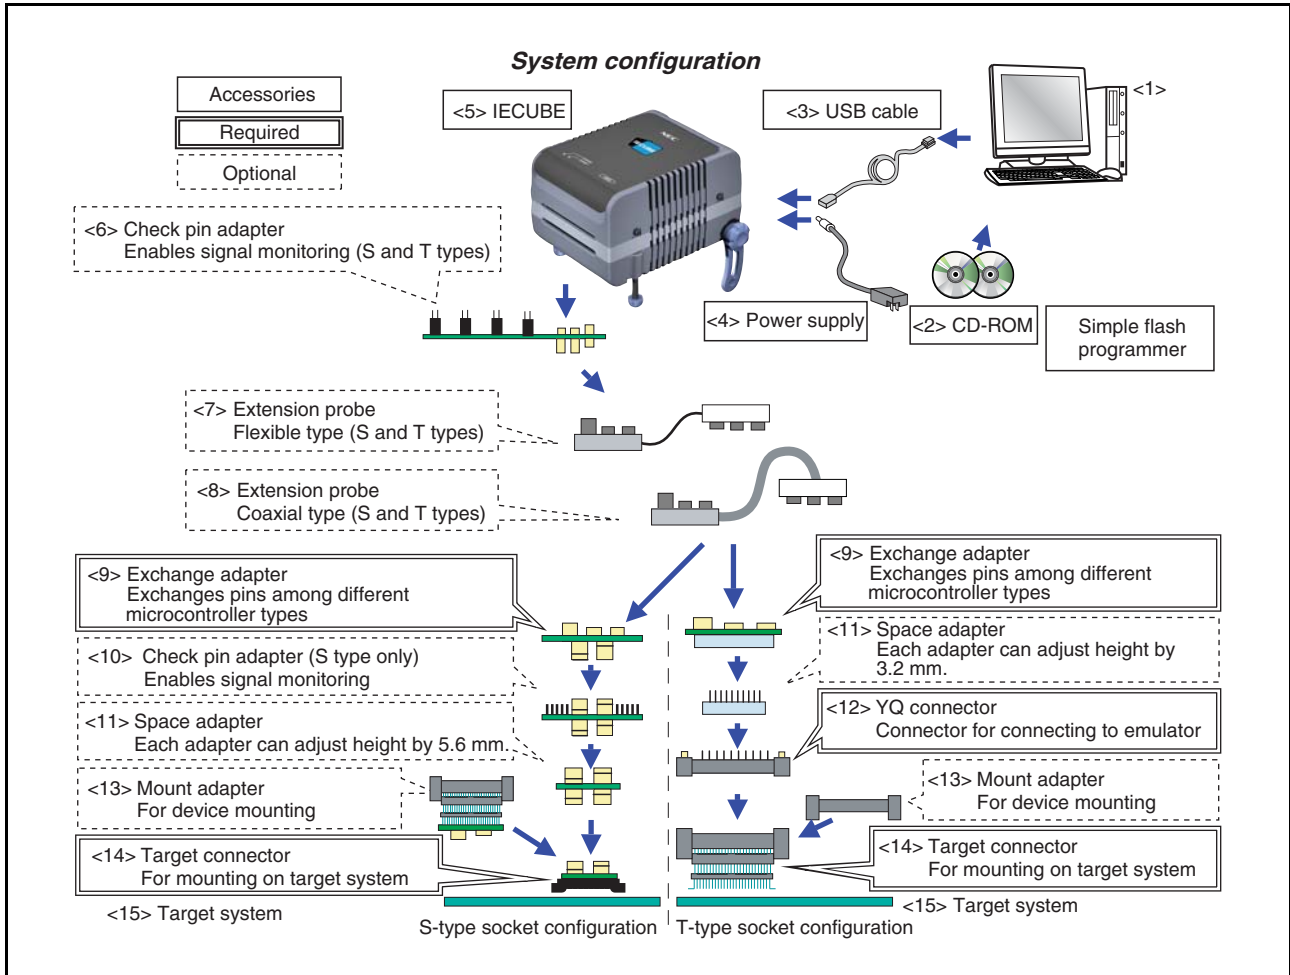 System configuration
Accessories
Required
Optional
<5> IECUBE
<3> USB cable
<1>
NEC
<6> Check pin adapter
Enables signal monitoring (S and T types)
<4> Power supply
<2> CD-ROM
Simple flash
programmer
<7> Extension probe
Flexible type (S and T types)
<8> Extension probe
Coaxial type (S and T types)
<9> Exchange adapter
Exchanges pins among different
microcontroller types
<10> Check pin adapter (S type only)
Enables signal monitoring
<11> Space adapter
Each adapter can adjust height by 5.6 mm.
<13> Mount adapter
For device mounting
<14> Target connector
For mounting on target system
<15> Target system
S-type socket configuration
<9> Exchange adapter
Exchanges pins among different
microcontroller types
<11> Space adapter
Each adapter can adjust height by
3.2 mm.
<12> YQ connector
Connector for connecting to emulator
<13> Mount adapter
For device mounting
<14> Target connector
For mounting on target system
<15> Target system
T-type socket configuration